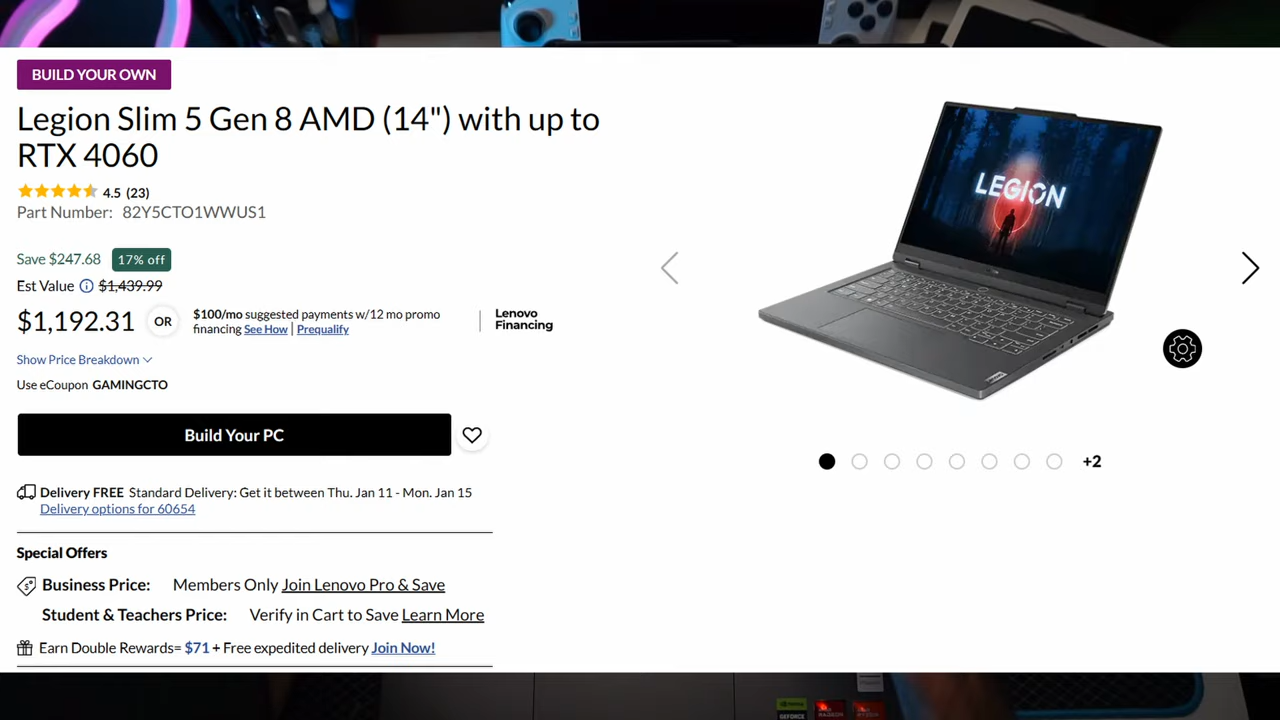 BUILD YOUR OWN
Legion Slim 5 Gen 8 AMD (14") with up to
RTX 4060
4.5 (23)
Part Number: 82Y5CTO1WWUS1
Save $247.68 17% off
Est Value $1,439.99
$1,192.31 OR $100/mo suggested payments w/12 mo promo
financing See How | Prequalify
Lenovo
Financing
Show Price Breakdown
Use eCoupon GAMINGCTO
Build Your PC
Delivery FREE Standard Delivery: Get it between Thu. Jan 11 - Mon. Jan 15
Delivery options for 60654
Special Offers
Business Price: Members Only Join Lenovo Pro & Save
Student & Teachers Price: Verify in Cart to Save Learn More
Earn Double Rewards= $71 + Free expedited delivery Join Now!
LEGION
+2
GEFORCE